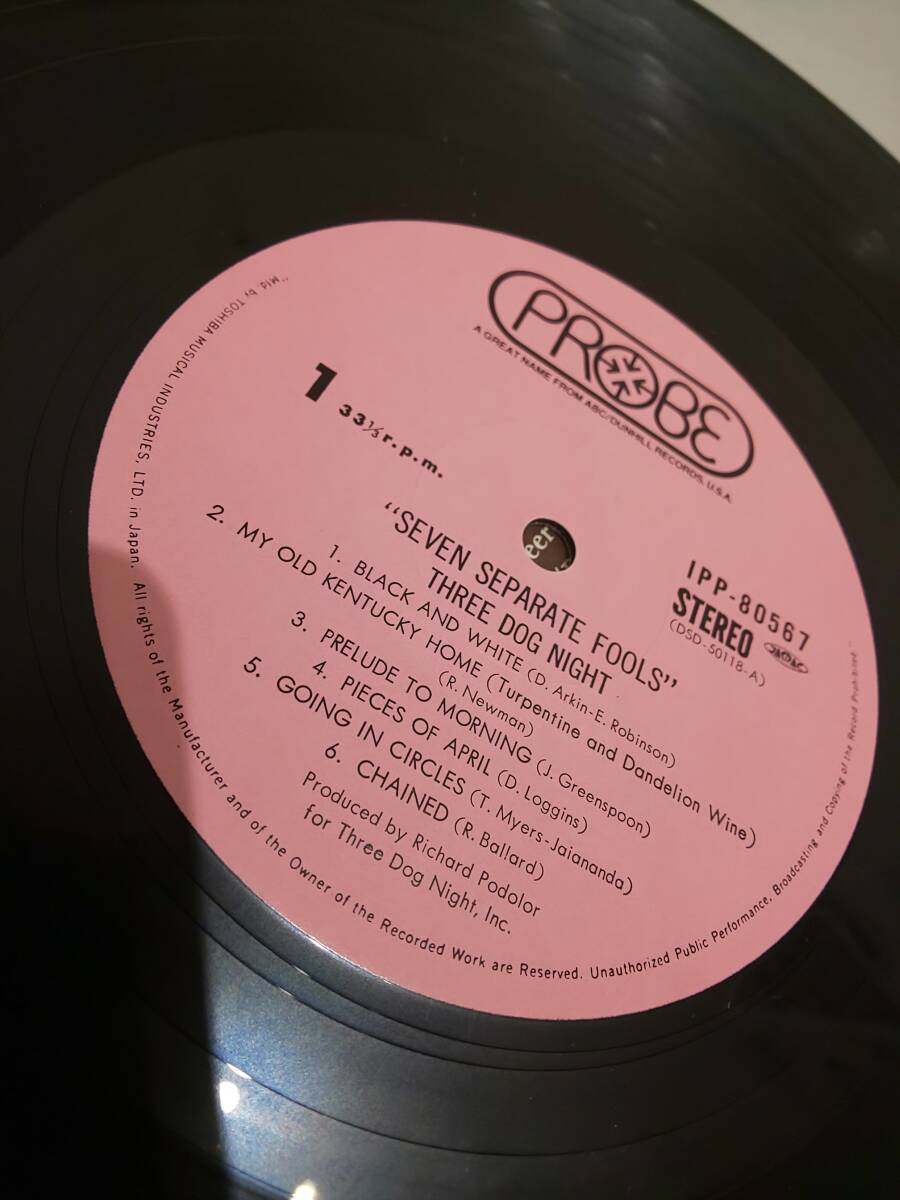 PROBE
A GREAT NAME FROM ABC/DUNHILL RECORDS, U.S.A.
1 33 1/3 r.p.m.
IPP-80567
STEREO
(DSD-50118-A)
JASRAC
"SEVEN SEPARATE FOOLS"
THREE DOG NIGHT
1. BLACK AND WHITE (D. Arkin-E. Robinson)
2. MY OLD KENTUCKY HOME (Turpentine and Dandelion Wine)
(R. Newman)
3. PRELUDE TO MORNING (J. Greenspoon)
4. PIECES OF APRIL (D. Loggins)
5. GOING IN CIRCLES (T. Myers-Jaiananda)
6. CHAINED (R. Ballard)
Produced by Richard Podolor
for Three Dog Night, Inc.
"Mfd. by TOSHIBA MUSICAL INDUSTRIES, LTD. in Japan. All rights of the Manufacturer and of the Owner of the Recorded Work are Reserved. Unauthorized Public Performance, Broadcasting and Copying of the Record Prohibited"
eer